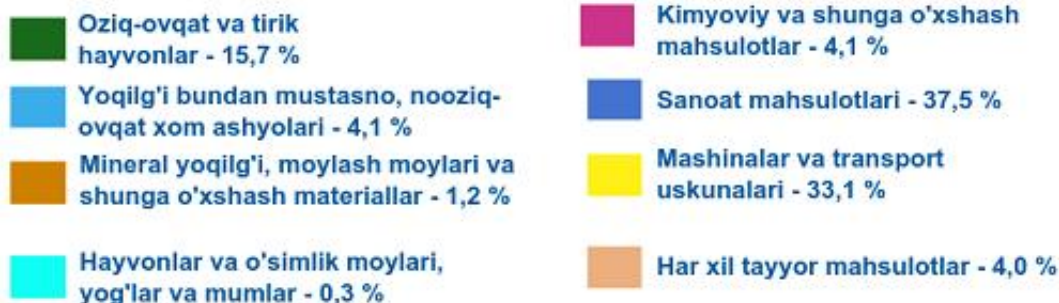 Oziq-ovqat va tirik
hayvonlar - 15,7 %
Yoqilg'i bundan mustasno, nooziq-
ovqat xom ashyolari - 4,1 %
Mineral yoqilg'i, moylash moylari va
shunga o'xshash materiallar - 1,2 %
Hayvonlar va o'simlik moylari,
yog'lar va mumlar - 0,3 %
Kimyoviy va shunga o'xshash
mahsulotlar - 4,1 %
Sanoat mahsulotlari - 37,5 %
Mashinalar va transport
uskunalari - 33,1 %
Har xil tayyor mahsulotlar - 4,0 %